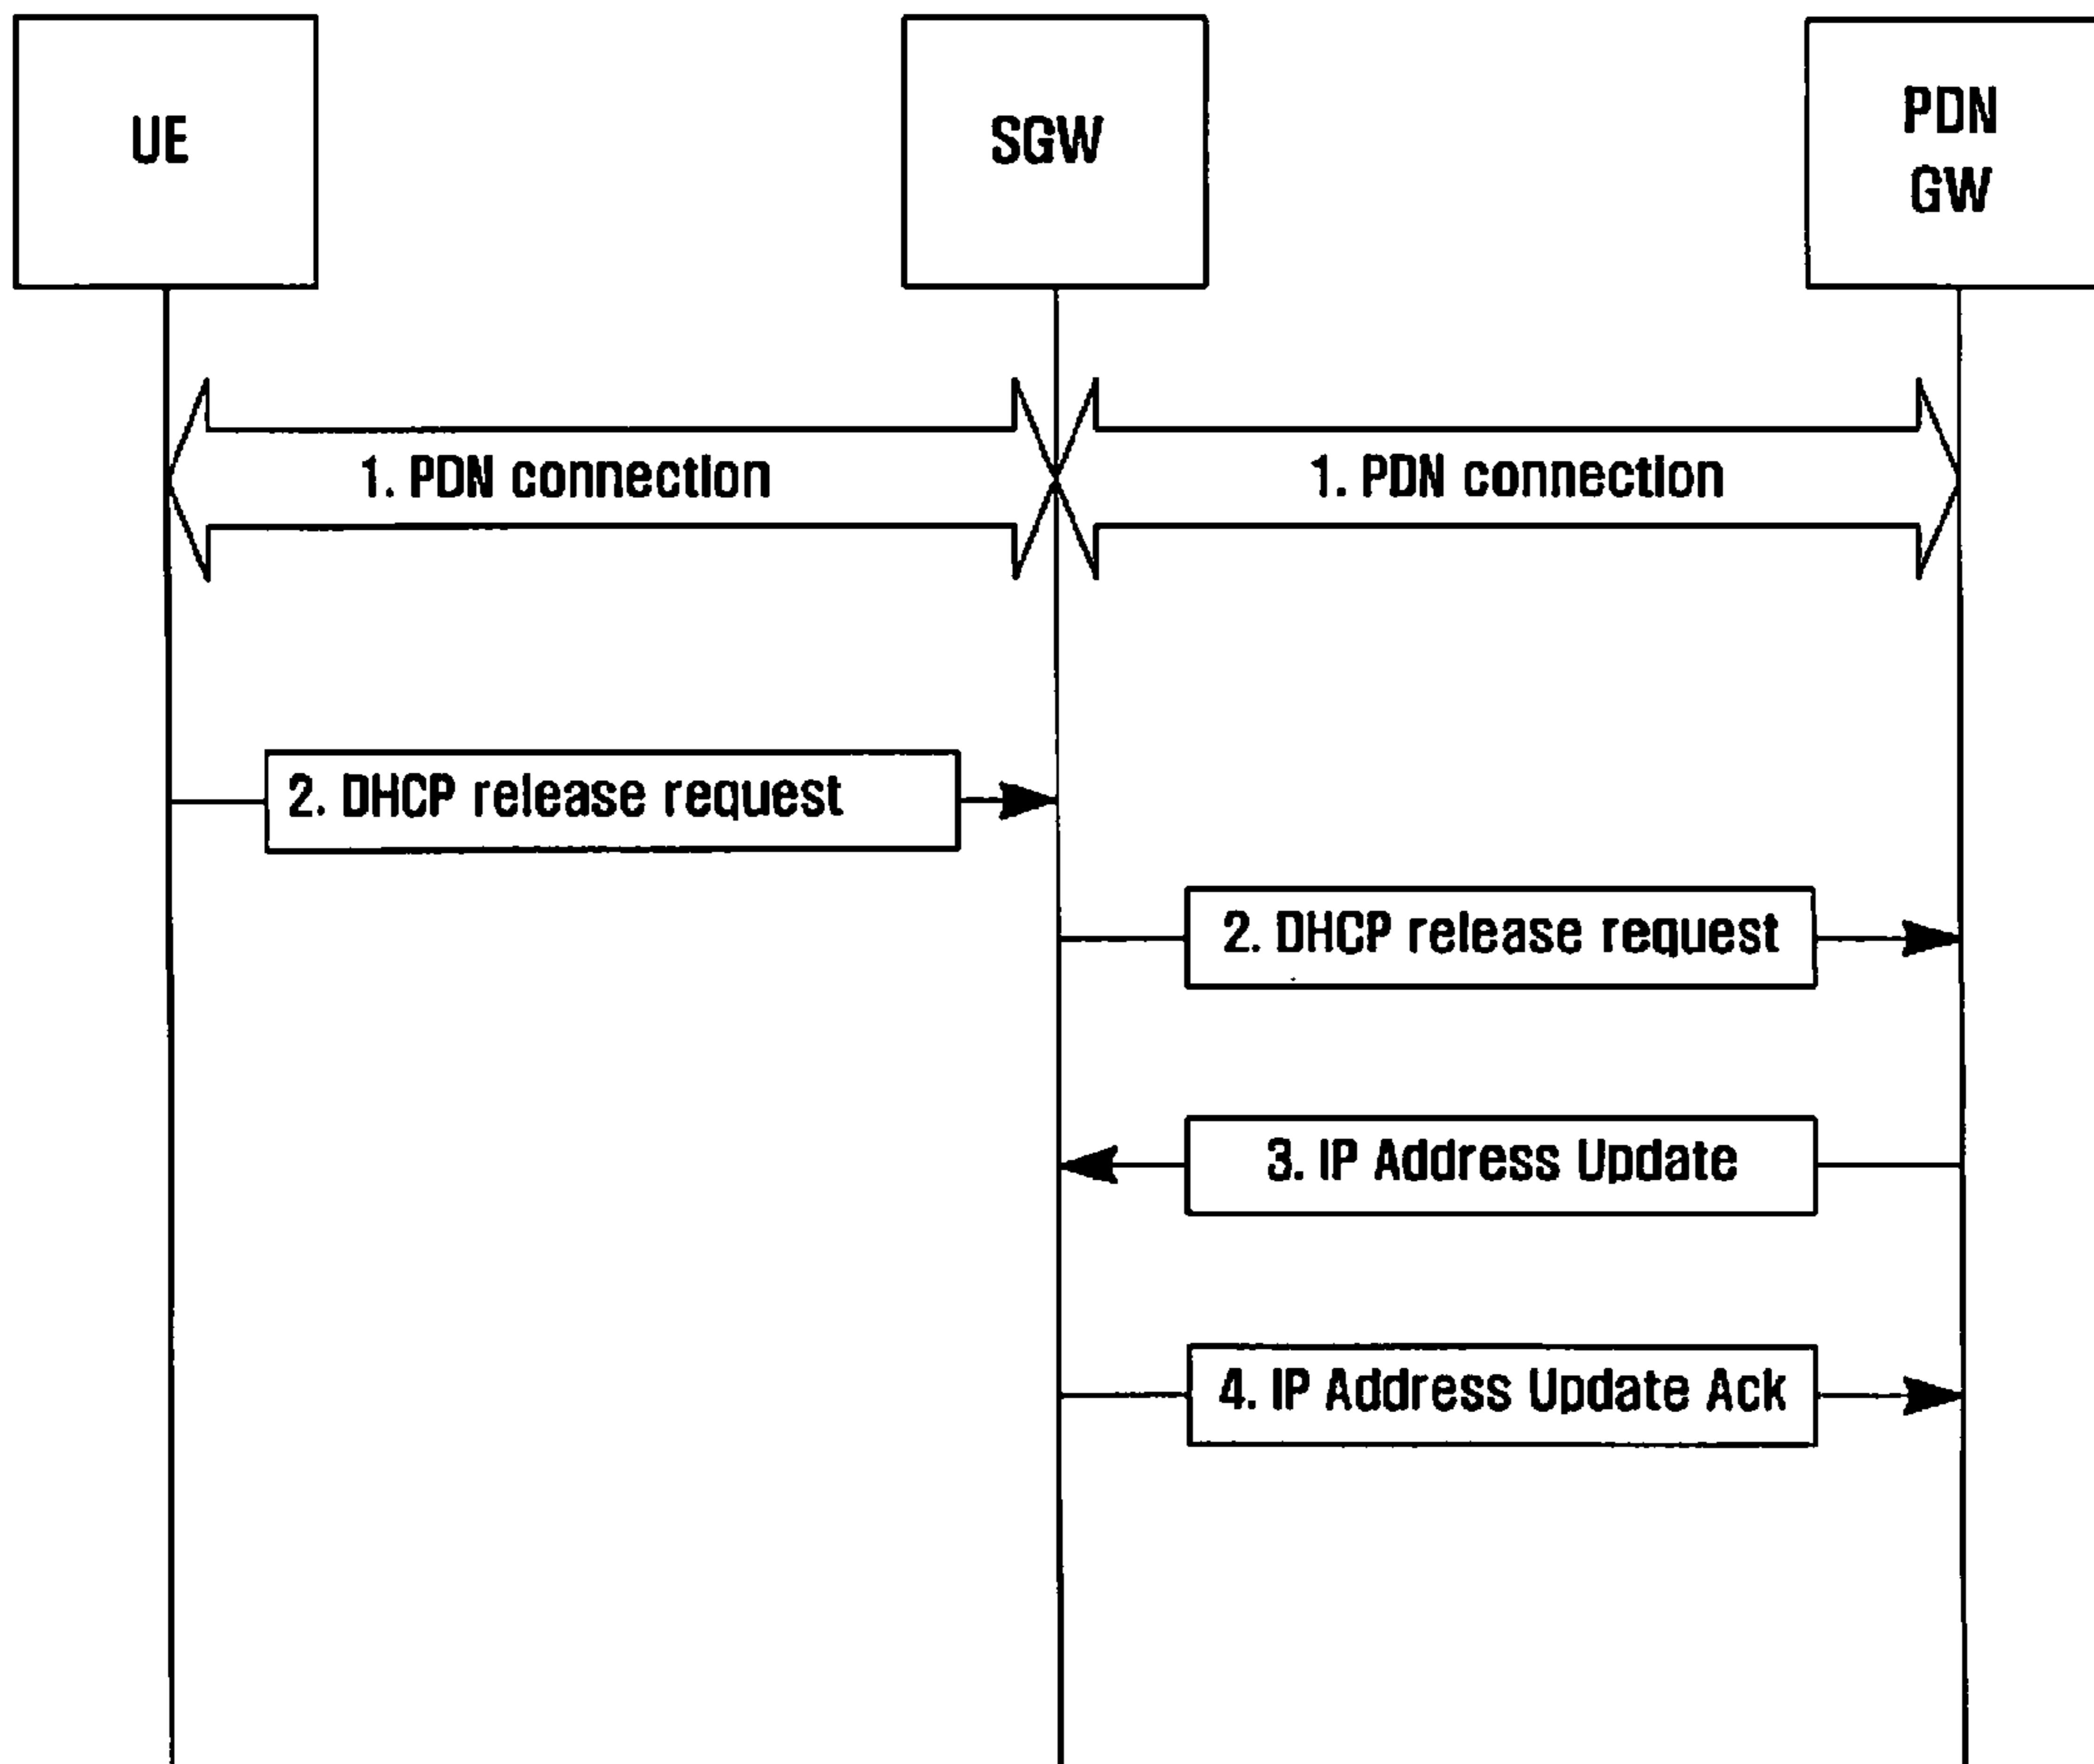 UE
SGW
PDN
GW
1. PDN connection
1. PDN connection
2. DHCP release request
2. DHCP release request
3. IP Address Update
4. IP Address Update Ack